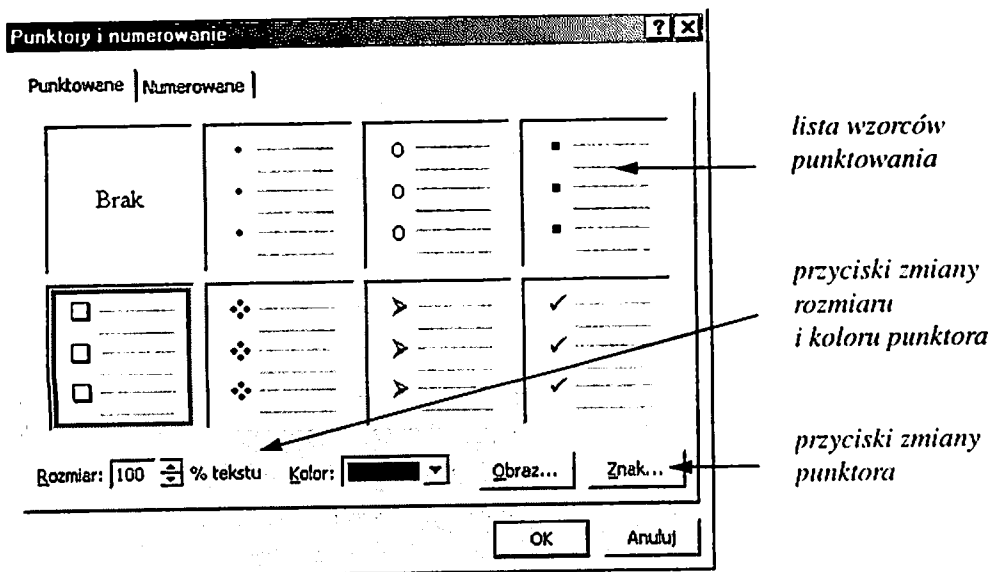 Punktory i numerowanie ? X
Punktowane Numerowane
lista wzorców
punktowania
Brak
przyciski zmiany
rozmiaru
i koloru punktora
przyciski zmiany
punktora
Rozmiar: 100 % tekstu Kolor: Obraz... Znak...
OK Anuluj